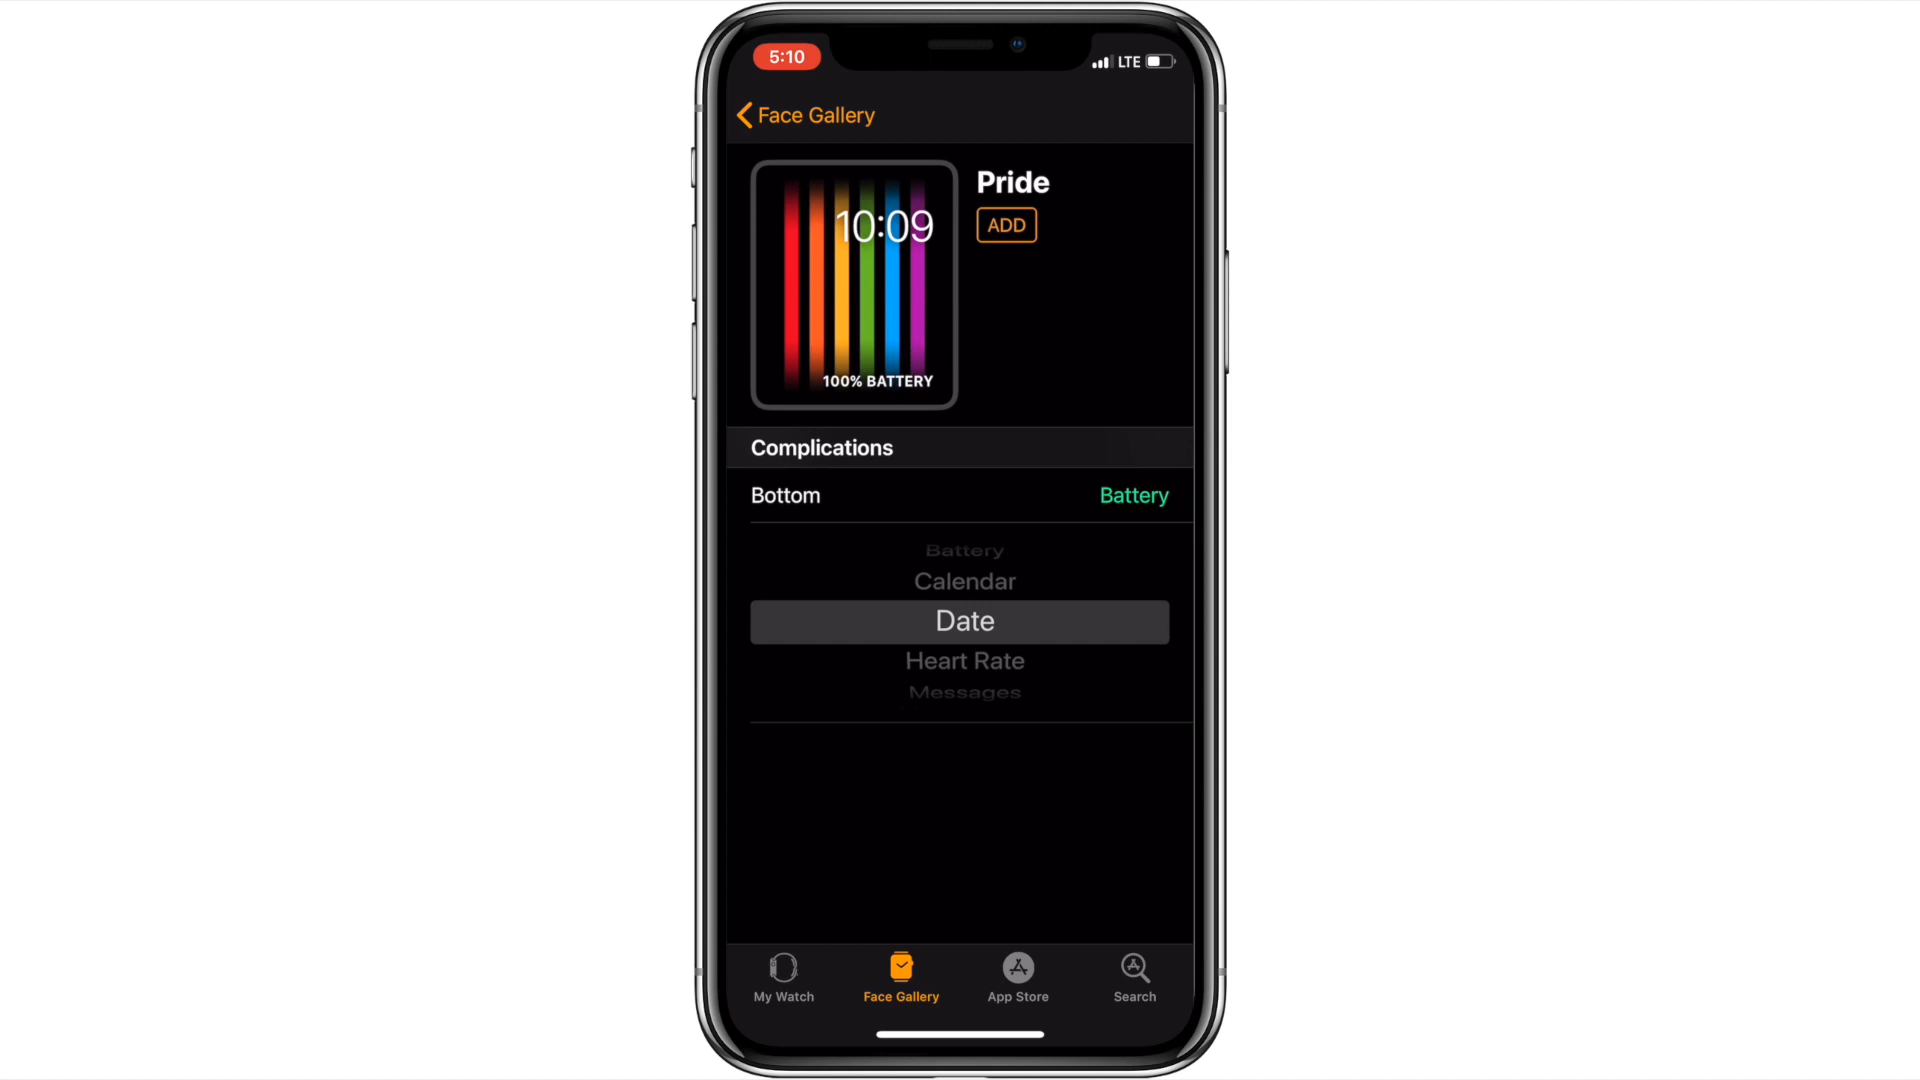 5:10
LTE
Face Gallery
Pride
10:09
ADD
100% BATTERY
Complications
Bottom
Battery
Battery
Calendar
Date
Heart Rate
Messages
My Watch
Face Gallery
App Store
Search